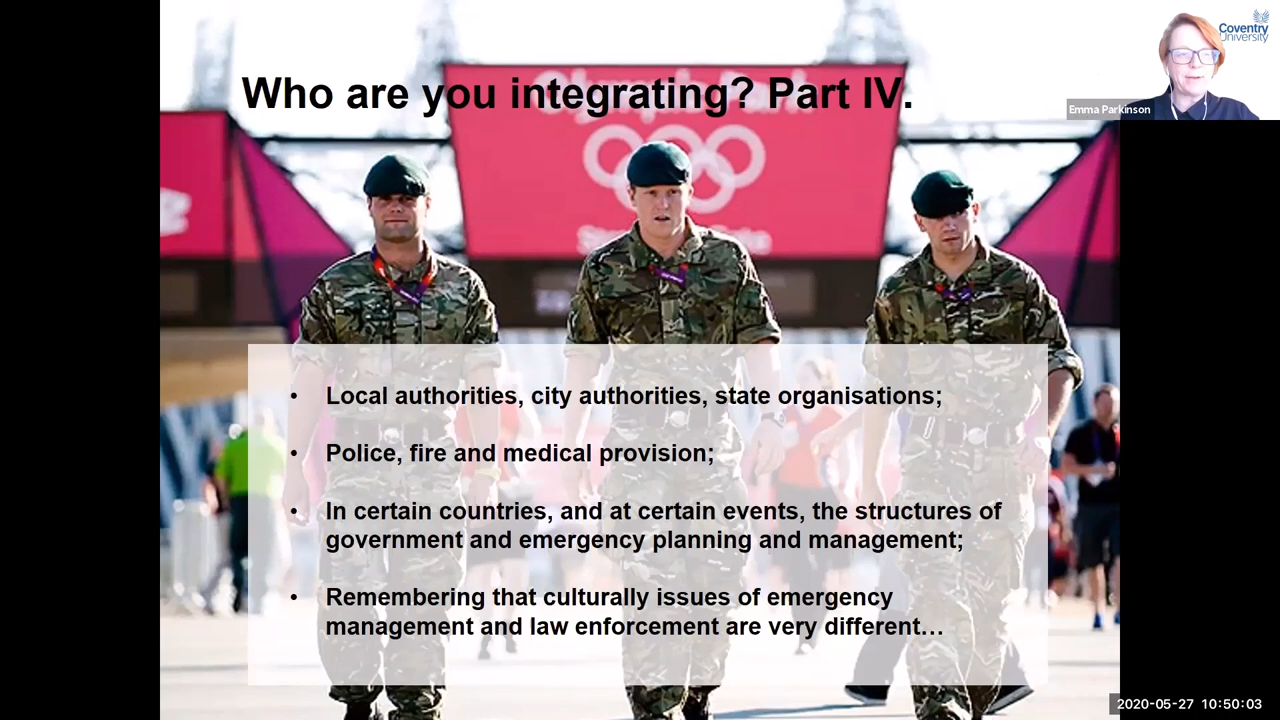 Who are you integrating? Part IV.
Coventry
University
Emma Parkinson
• Local authorities, city authorities, state organisations;
• Police, fire and medical provision;
• In certain countries, and at certain events, the structures of
government and emergency planning and management;
• Remembering that culturally issues of emergency
management and law enforcement are very different…
2020-05-27 10:50:03